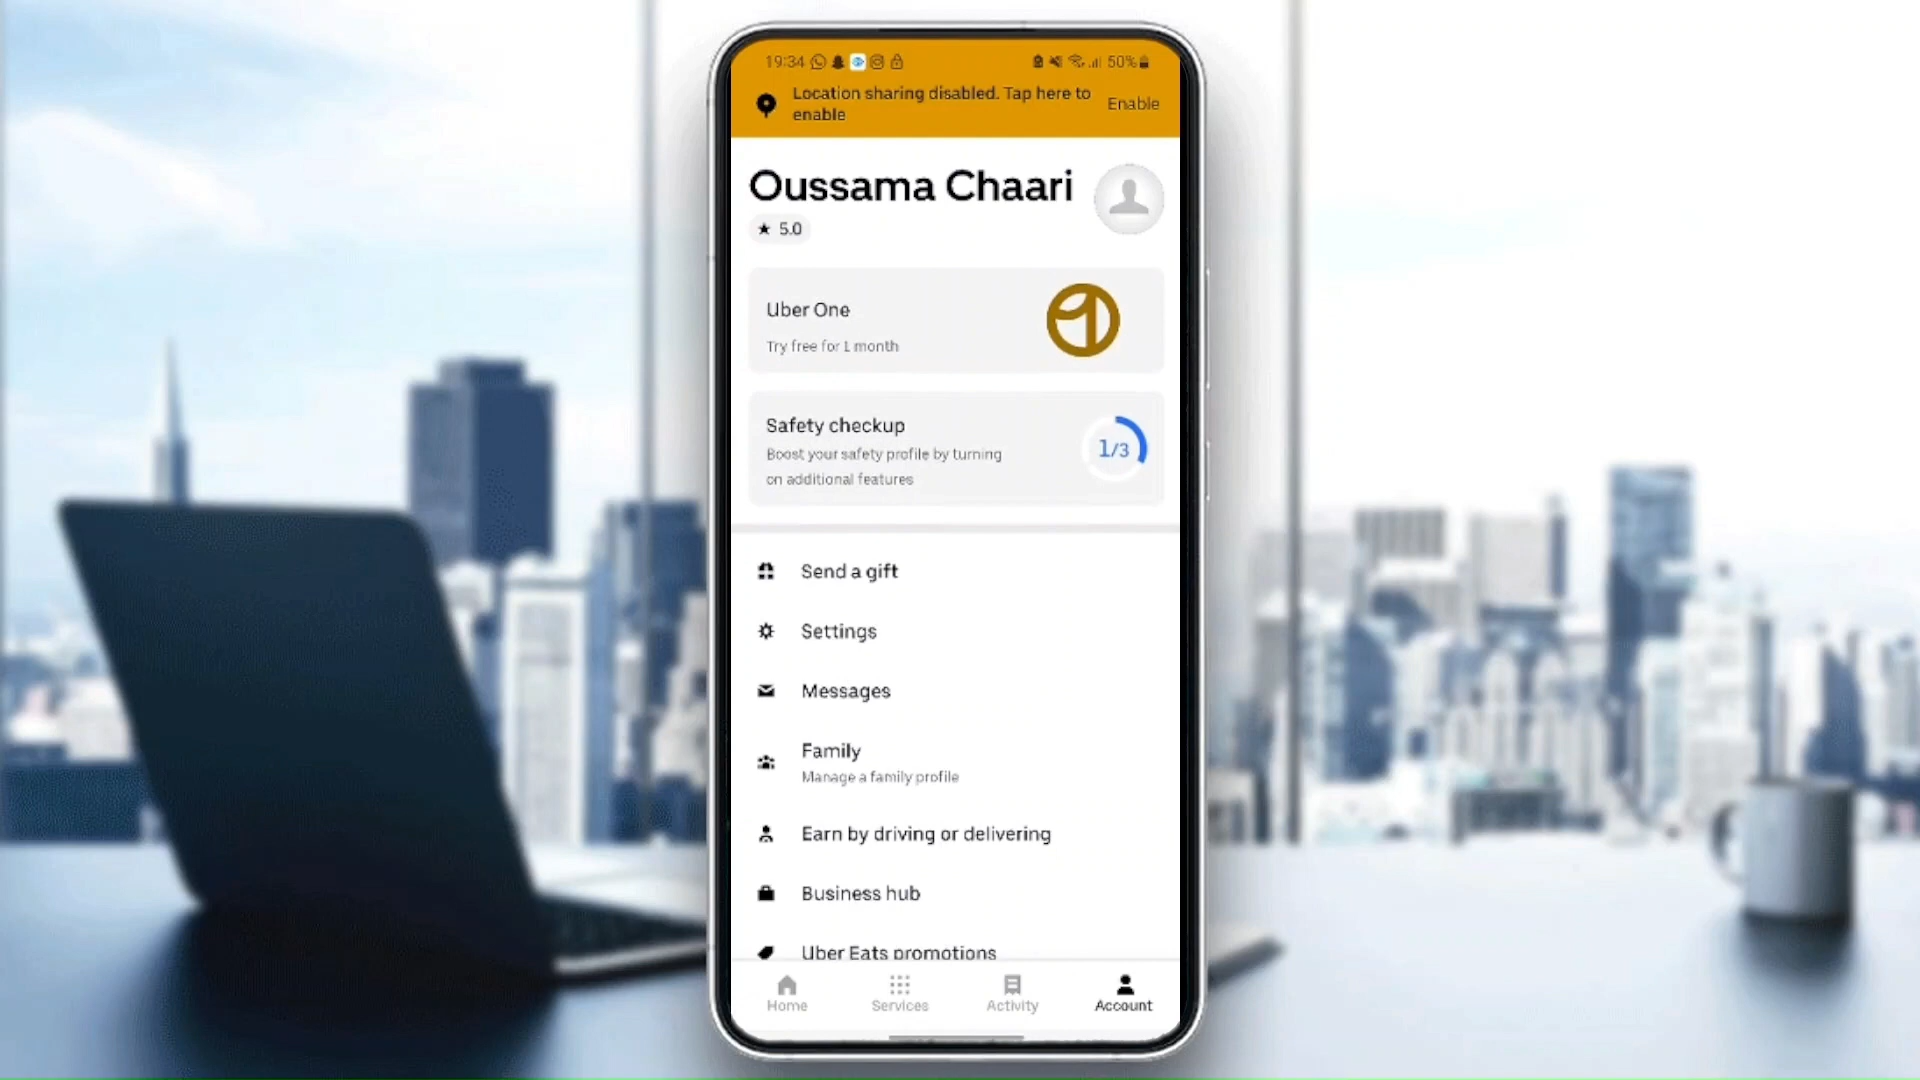 19:34 50%
Location sharing disabled. Tap here to
enable
Enable
Oussama Chaari
★ 5.0
Uber One
Try free for 1 month
Safety checkup
Boost your safety profile by turning
on additional features
1/3
Send a gift
Settings
Messages
Family
Manage a family profile
Earn by driving or delivering
Business hub
Uber Eats promotions
Home Services Activity Account